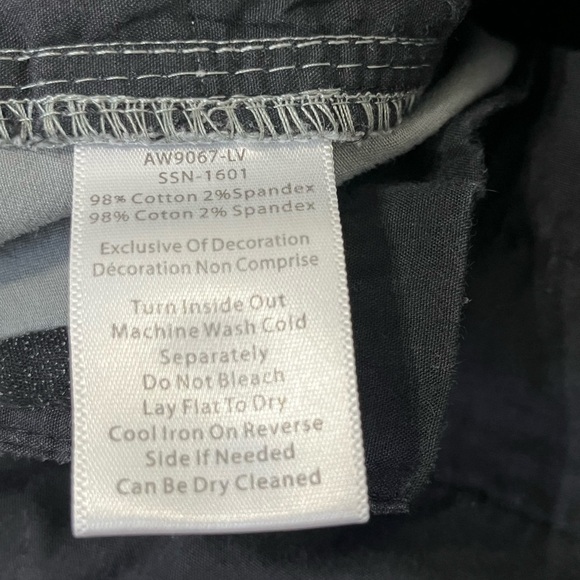 AW9067-LV
SSN-1601
98% Cotton 2%Spandex
98% Coton 2% Spandex
Exclusive Of Decoration
Décoration Non Comprise
Turn Inside Out
Machine Wash Cold
Separately
Do Not Bleach
Lay Flat To Dry
Cool Iron On Reverse
Side If Needed
Can Be Dry Cleaned